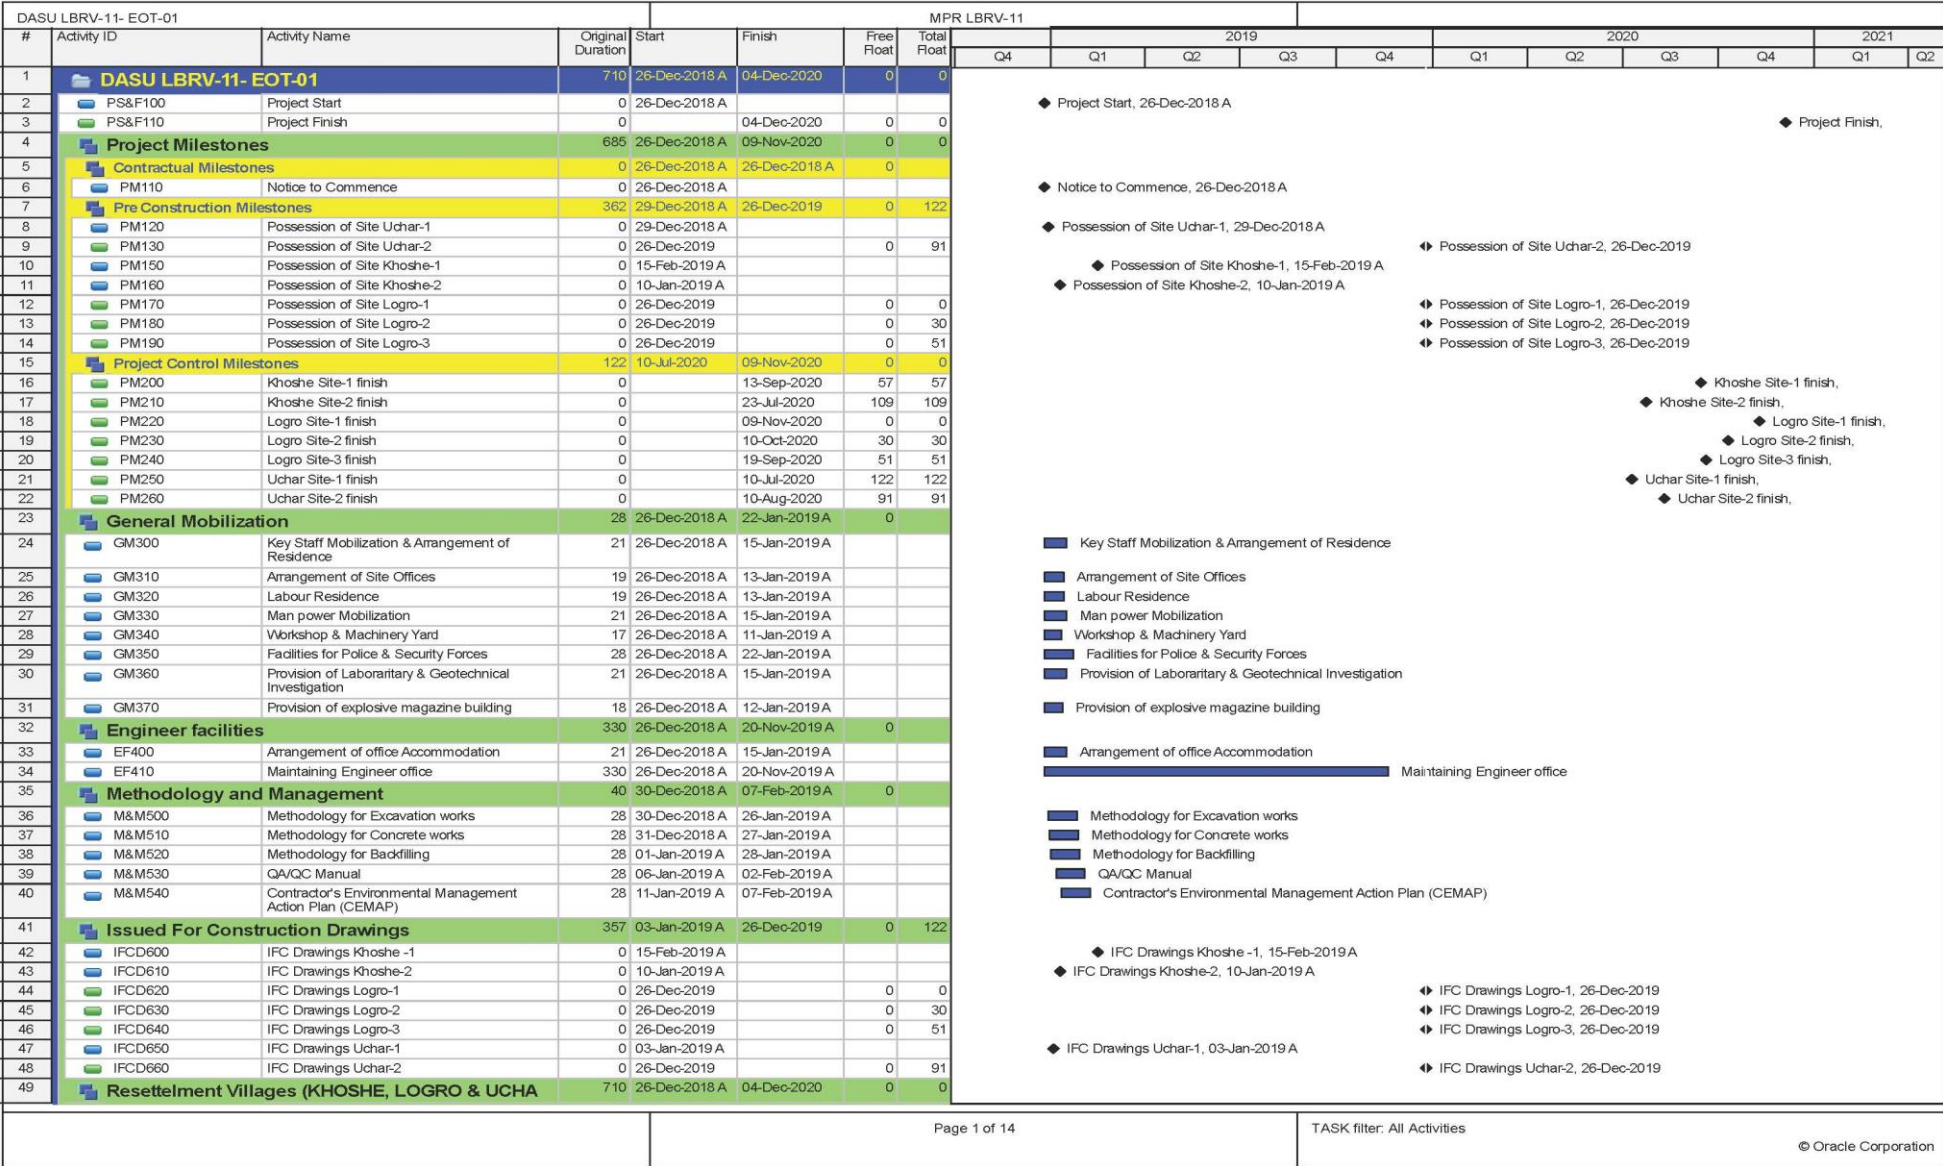 DASU LBRV-11- EOT-01 MPR LBRV-11
# Activity ID Activity Name Original Duration Start Finish Free Float Total Float 2019 2020 2021
Q4 Q1 Q2 Q3 Q4 Q1 Q2 Q3 Q4 Q1 Q2
1 DASU LBRV-11- EOT-01 710 26-Dec-2018 A 04-Dec-2020 0 0
2 PS&F100 Project Start 0 26-Dec-2018 A Project Start, 26-Dec-2018 A
3 PS&F110 Project Finish 0 04-Dec-2020 0 0 Project Finish,
4 Project Milestones 685 26-Dec-2018 A 09-Nov-2020 0 0
5 Contractual Milestones 0 26-Dec-2018 A 26-Dec-2018 A 0
6 PM110 Notice to Commence 0 26-Dec-2018 A Notice to Commence, 26-Dec-2018 A
7 Pre Construction Milestones 362 29-Dec-2018 A 26-Dec-2019 0 122
8 PM120 Possession of Site Uchar-1 0 29-Dec-2018 A Possession of Site Uchar-1, 29-Dec-2018 A
9 PM130 Possession of Site Uchar-2 0 26-Dec-2019 0 91 Possession of Site Uchar-2, 26-Dec-2019
10 PM150 Possession of Site Khoshe-1 0 15-Feb-2019 A Possession of Site Khoshe-1, 15-Feb-2019 A
11 PM160 Possession of Site Khoshe-2 0 10-Jan-2019 A Possession of Site Khoshe-2, 10-Jan-2019 A
12 PM170 Possession of Site Logro-1 0 26-Dec-2019 0 0 Possession of Site Logro-1, 26-Dec-2019
13 PM180 Possession of Site Logro-2 0 26-Dec-2019 0 30 Possession of Site Logro-2, 26-Dec-2019
14 PM190 Possession of Site Logro-3 0 26-Dec-2019 0 51 Possession of Site Logro-3, 26-Dec-2019
15 Project Control Milestones 122 10-Jul-2020 09-Nov-2020 0 0
16 PM200 Khoshe Site-1 finish 0 13-Sep-2020 57 57 Khoshe Site-1 finish,
17 PM210 Khoshe Site-2 finish 0 23-Jul-2020 109 109 Khoshe Site-2 finish,
18 PM220 Logro Site-1 finish 0 09-Nov-2020 0 0 Logro Site-1 finish,
19 PM230 Logro Site-2 finish 0 10-Oct-2020 30 30 Logro Site-2 finish,
20 PM240 Logro Site-3 finish 0 19-Sep-2020 51 51 Logro Site-3 finish,
21 PM250 Uchar Site-1 finish 0 10-Jul-2020 122 122 Uchar Site-1 finish,
22 PM260 Uchar Site-2 finish 0 10-Aug-2020 91 91 Uchar Site-2 finish,
23 General Mobilization 28 26-Dec-2018 A 22-Jan-2019 A 0
24 GM300 Key Staff Mobilization & Arrangement of Residence 21 26-Dec-2018 A 15-Jan-2019 A Key Staff Mobilization & Arrangement of Residence
25 GM310 Arrangement of Site Offices 19 26-Dec-2018 A 13-Jan-2019 A Arrangement of Site Offices
26 GM320 Labour Residence 19 26-Dec-2018 A 13-Jan-2019 A Labour Residence
27 GM330 Man power Mobilization 21 26-Dec-2018 A 15-Jan-2019 A Man power Mobilization
28 GM340 Workshop & Machinery Yard 17 26-Dec-2018 A 11-Jan-2019 A Workshop & Machinery Yard
29 GM350 Facilities for Police & Security Forces 28 26-Dec-2018 A 22-Jan-2019 A Facilities for Police & Security Forces
30 GM360 Provision of Laboraritary & Geotechnical Investigation 21 26-Dec-2018 A 15-Jan-2019 A Provision of Laboraritary & Geotechnical Investigation
31 GM370 Provision of explosive magazine building 18 26-Dec-2018 A 12-Jan-2019 A Provision of explosive magazine building
32 Engineer facilities 330 26-Dec-2018 A 20-Nov-2019 A 0
33 EF400 Arrangement of office Accommodation 21 26-Dec-2018 A 15-Jan-2019 A Arrangement of office Accommodation
34 EF410 Maintaining Engineer office 330 26-Dec-2018 A 20-Nov-2019 A Maintaining Engineer office
35 Methodology and Management 40 30-Dec-2018 A 07-Feb-2019 A 0
36 M&M500 Methodology for Excavation works 28 30-Dec-2018 A 26-Jan-2019 A Methodology for Excavation works
37 M&M510 Methodology for Concrete works 28 31-Dec-2018 A 27-Jan-2019 A Methodology for Concrete works
38 M&M520 Methodology for Backfilling 28 01-Jan-2019 A 28-Jan-2019 A Methodology for Backfilling
39 M&M530 QA/QC Manual 28 06-Jan-2019 A 02-Feb-2019 A QA/QC Manual
40 M&M540 Contractor's Environmental Management Action Plan (CEMAP) 28 11-Jan-2019 A 07-Feb-2019 A Contractor's Environmental Management Action Plan (CEMAP)
41 Issued For Construction Drawings 357 03-Jan-2019 A 26-Dec-2019 0 122
42 IFCD600 IFC Drawings Khoshe -1 0 15-Feb-2019 A IFC Drawings Khoshe -1, 15-Feb-2019 A
43 IFCD610 IFC Drawings Khoshe-2 0 10-Jan-2019 A IFC Drawings Khoshe-2, 10-Jan-2019 A
44 IFCD620 IFC Drawings Logro-1 0 26-Dec-2019 0 0 IFC Drawings Logro-1, 26-Dec-2019
45 IFCD630 IFC Drawings Logro-2 0 26-Dec-2019 0 30 IFC Drawings Logro-2, 26-Dec-2019
46 IFCD640 IFC Drawings Logro-3 0 26-Dec-2019 0 51 IFC Drawings Logro-3, 26-Dec-2019
47 IFCD650 IFC Drawings Uchar-1 0 03-Jan-2019 A IFC Drawings Uchar-1, 03-Jan-2019 A
48 IFCD660 IFC Drawings Uchar-2 0 26-Dec-2019 0 91 IFC Drawings Uchar-2, 26-Dec-2019
49 Resettelment Villages (KHOSHE, LOGRO & UCHA 710 26-Dec-2018 A 04-Dec-2020 0 0
Page 1 of 14 TASK filter: All Activities
© Oracle Corporation